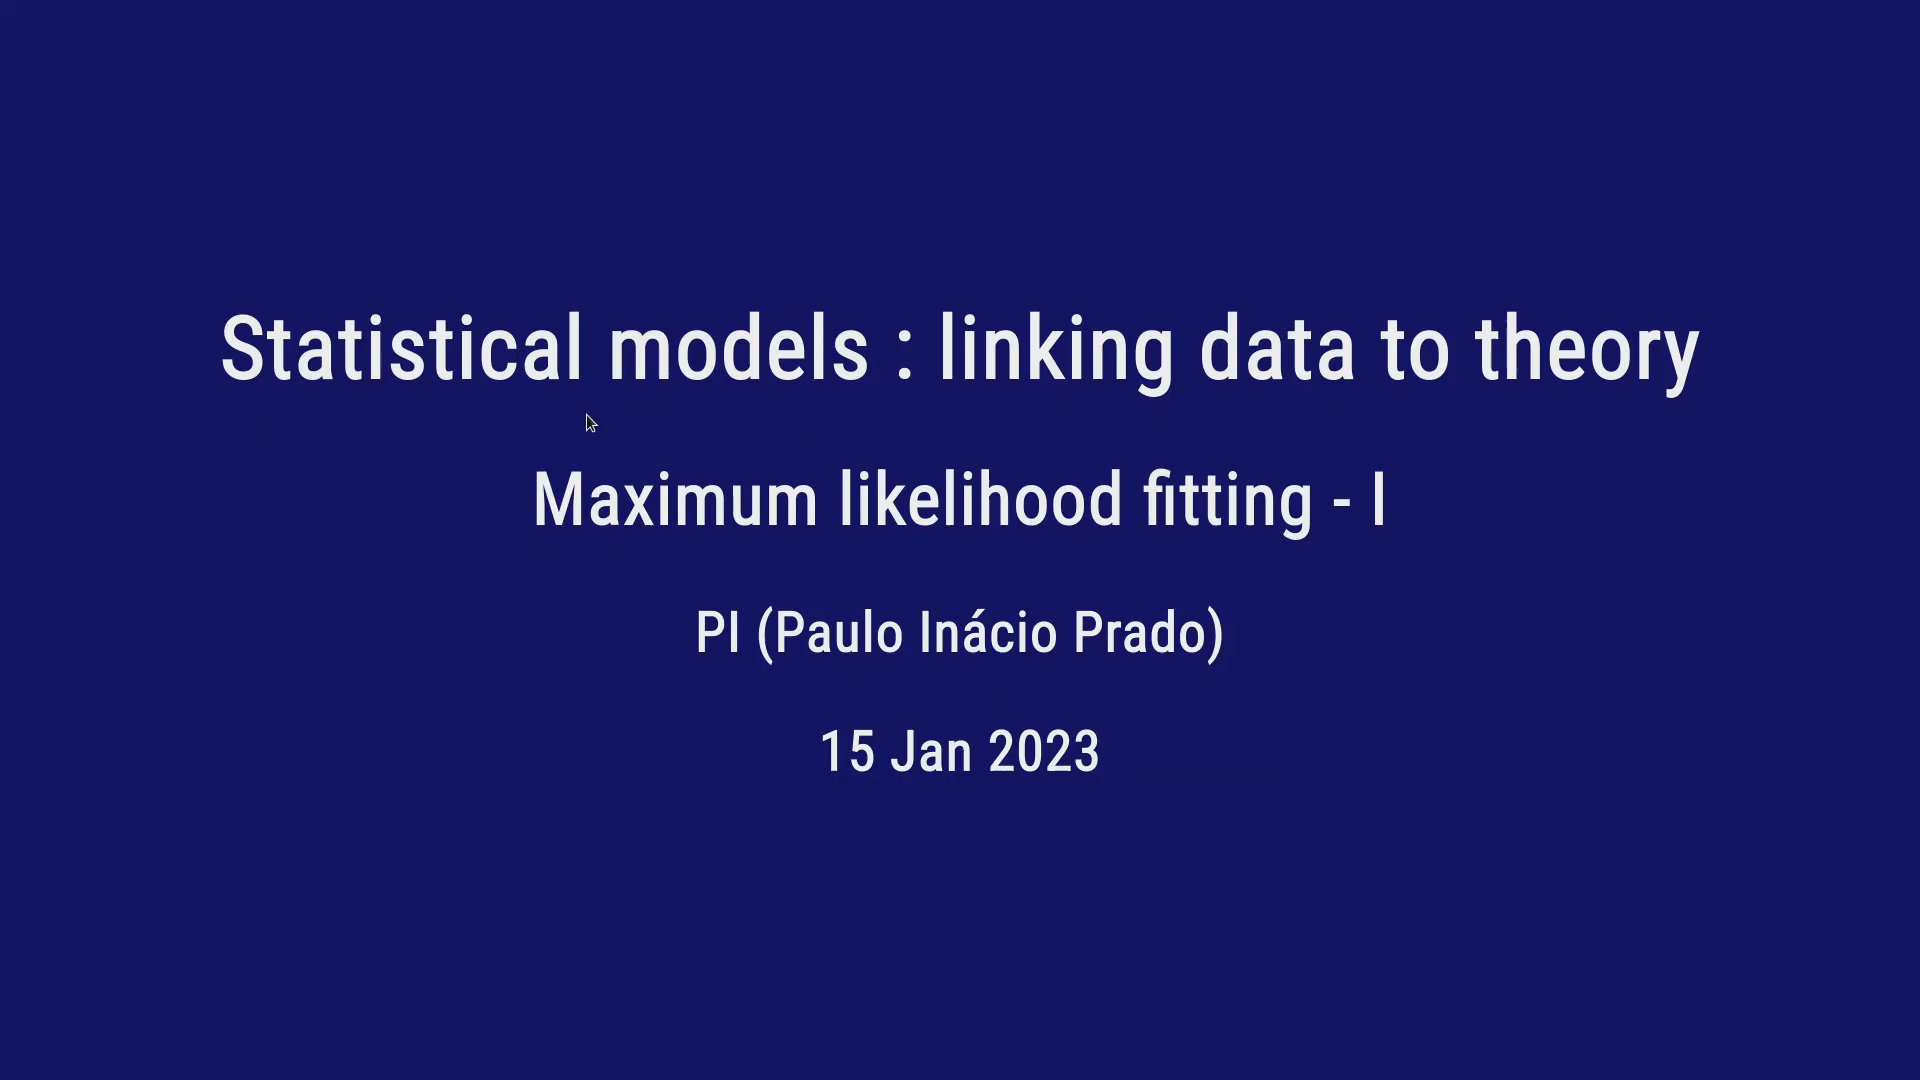 Statistical models : linking data to theory
Maximum likelihood fitting - I
PI (Paulo Inácio Prado)
15 Jan 2023